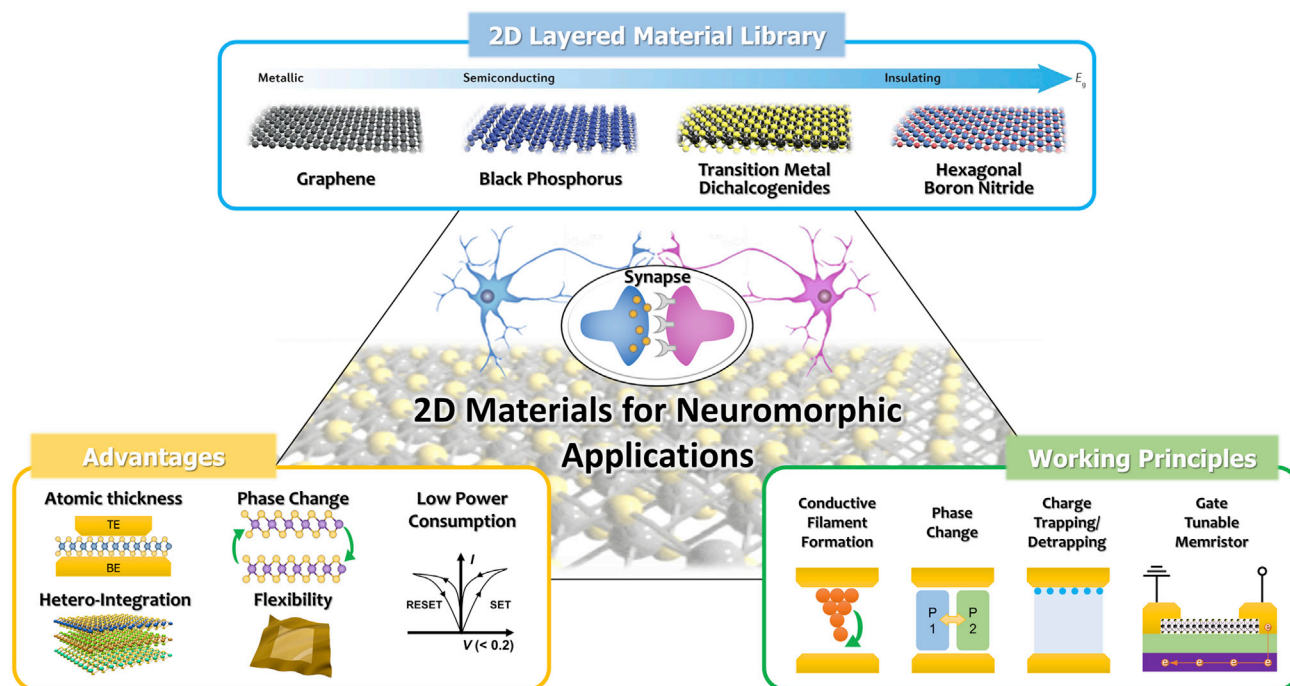 2D Layered Material Library
Metallic
Semiconducting
Insulating
Eg
Graphene
Black Phosphorus
Transition Metal
Dichalcogenides
Hexagonal
Boron Nitride
Synapse
2D Materials for Neuromorphic
Applications
Advantages
Atomic thickness
TE
BE
Phase Change
Low Power
Consumption
I
RESET
SET
V (< 0.2)
Hetero-Integration
Flexibility
Working Principles
Conductive
Filament
Formation
Phase
Change
P
1
P
2
Charge
Trapping/
Detrapping
Gate
Tunable
Memristor
e
e e e e